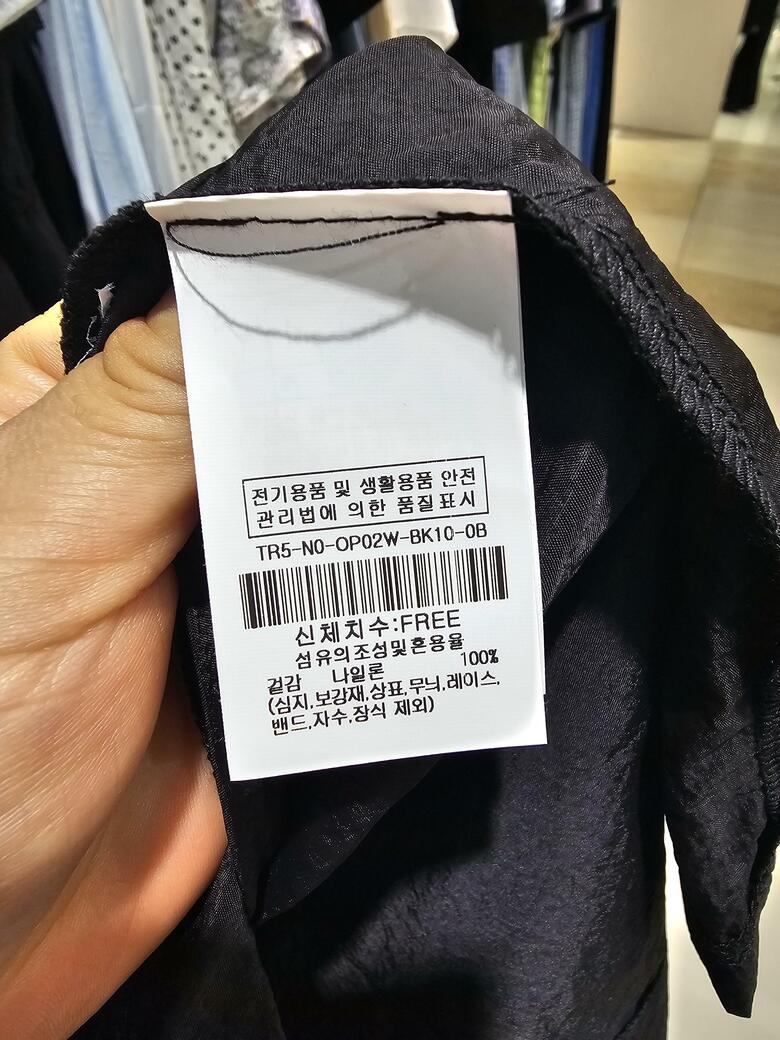 전기용품 및 생활용품 안전
관리법에 의한 품질표시
TR5-N0-OP02W-BK10-0B
신체치수:FREE
섬유의조성및혼용율
겉감 나일론 100%
(심지,보강재,상표,무늬,레이스,
밴드,자수,장식 제외)